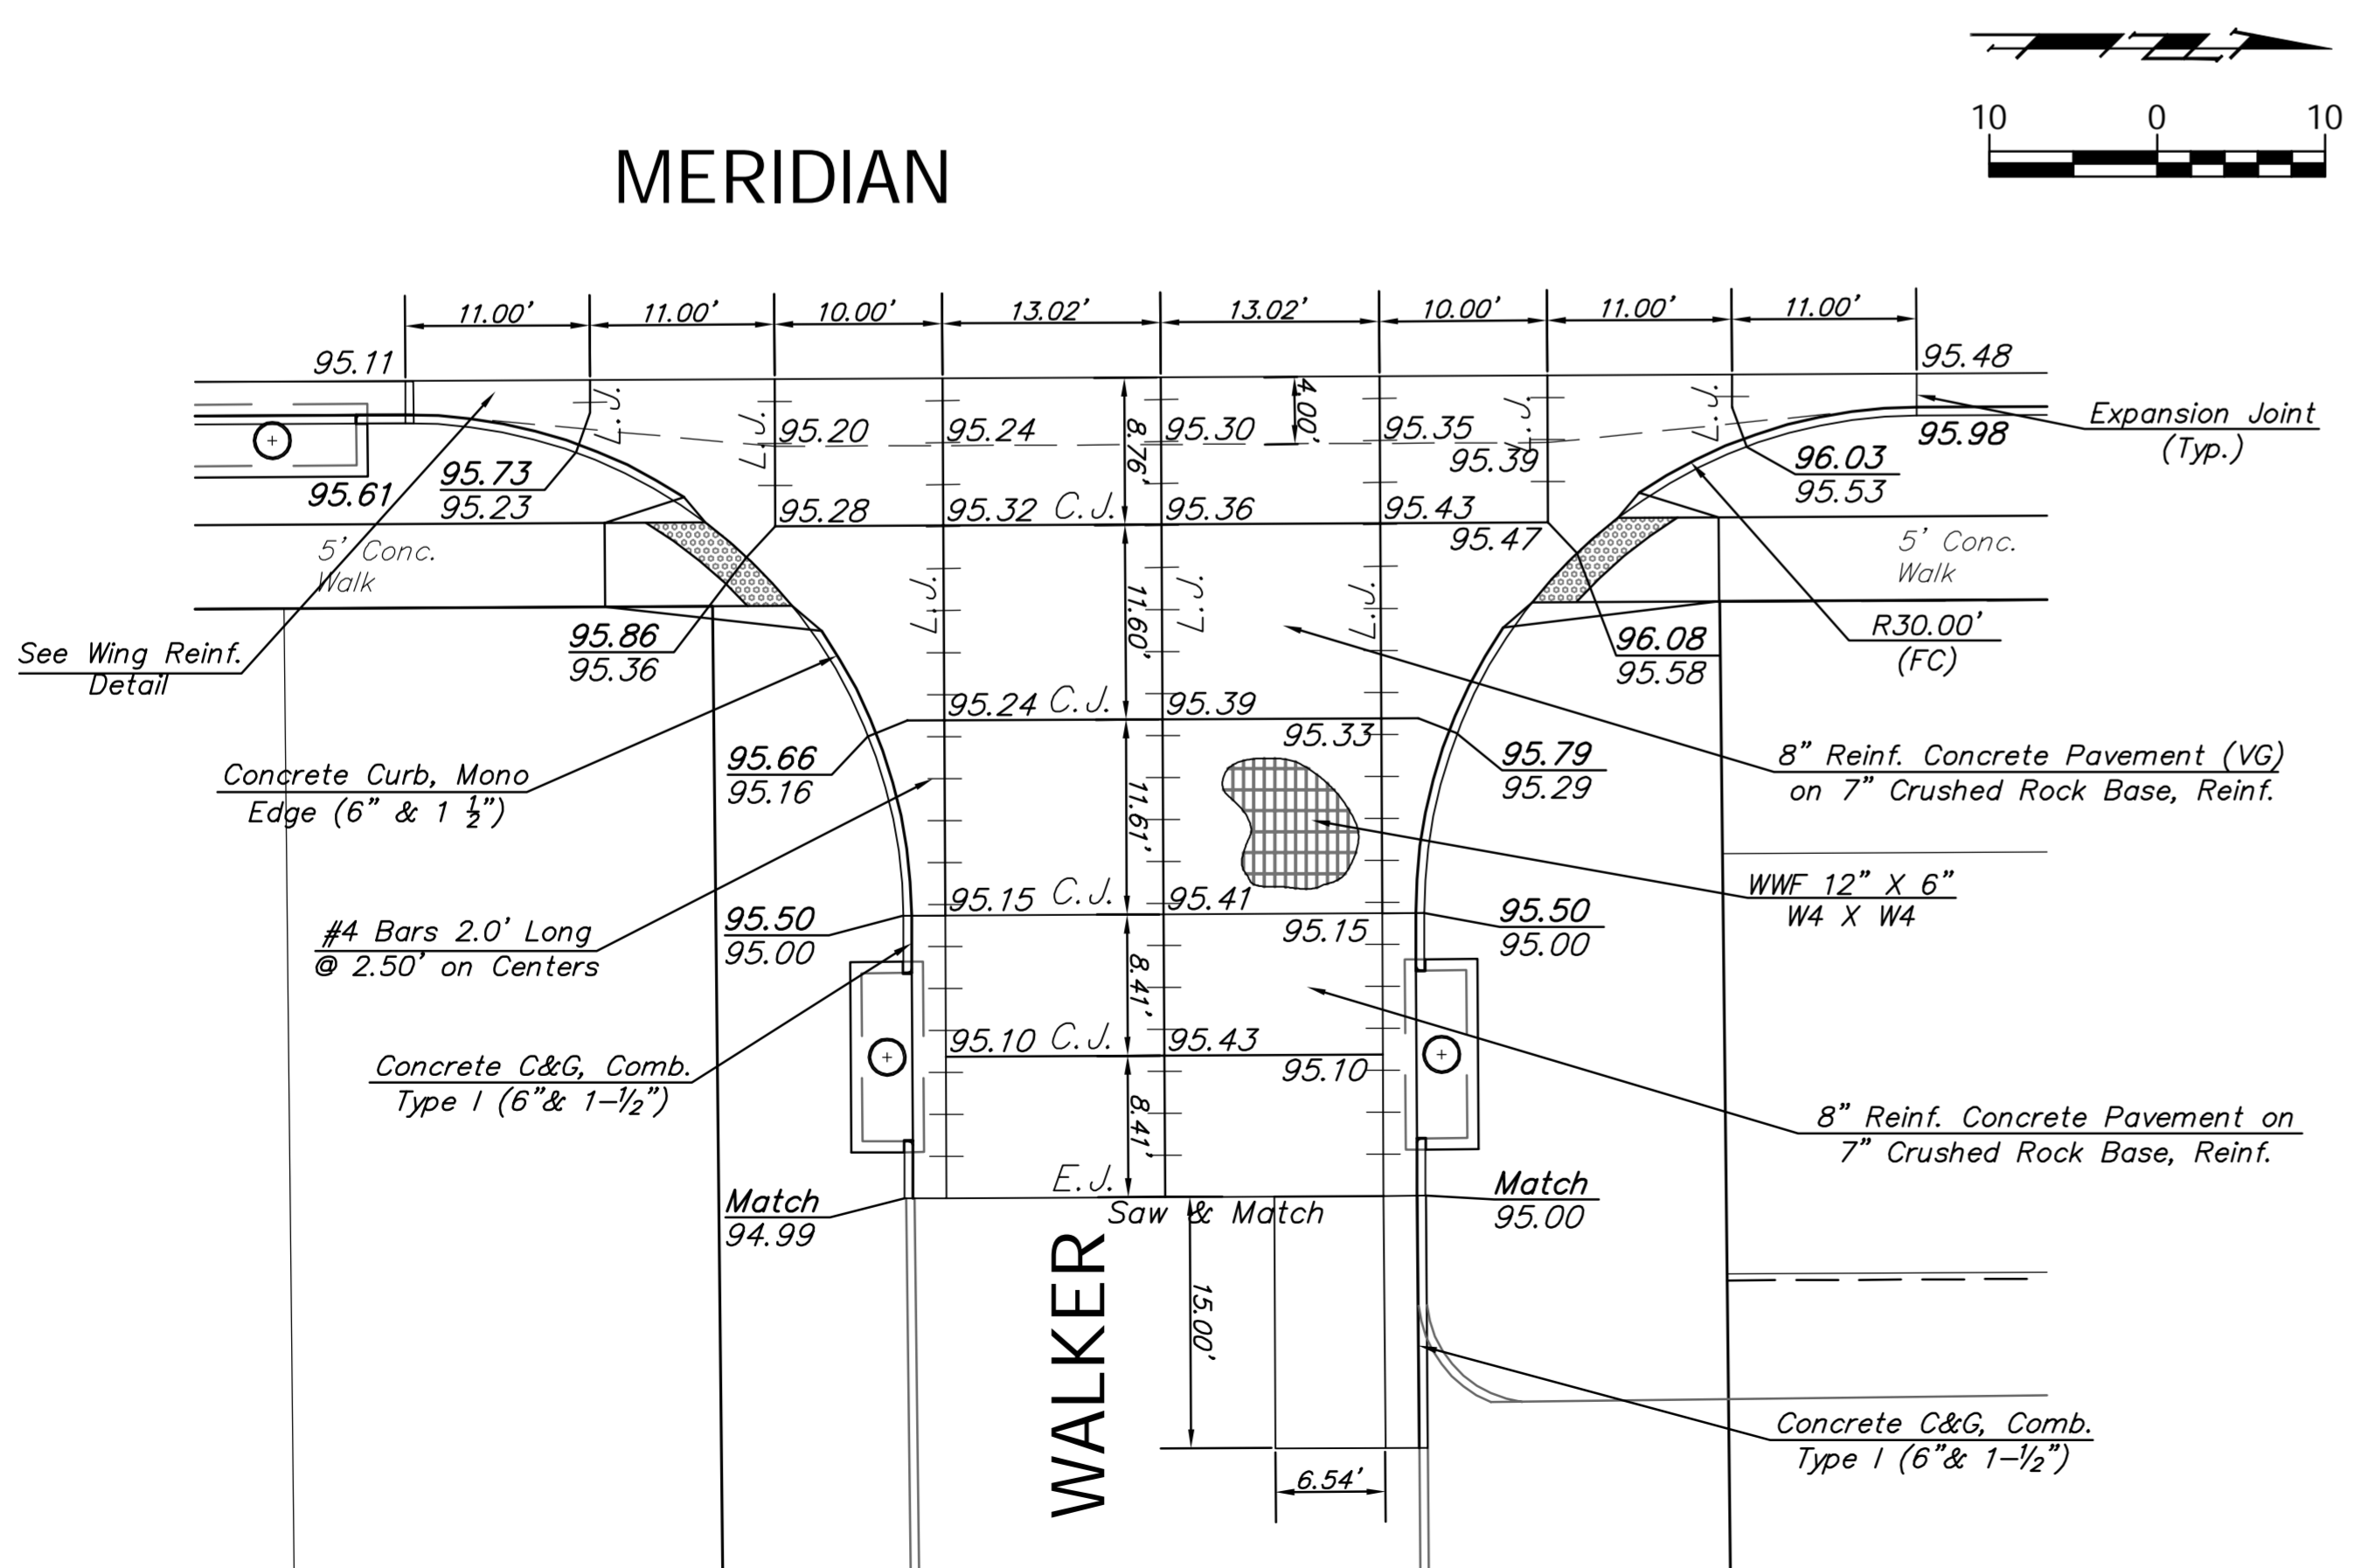 10 0 10
MERIDIAN
11.00’ 11.00’ 10.00’ 13.02’ 13.02’ 10.00’ 11.00’ 11.00’
95.11
95.48
L.J. L.J. L.J. L.J.
4.00’
8.76’
95.20 95.24 95.30 95.35
95.39
Expansion Joint
(Typ.)
95.98
95.73
95.23
95.61
96.03
95.53
95.28 95.32 C.J. 95.36 95.43
95.47
5’ Conc.
Walk
5’ Conc.
Walk
L.J. L.J. L.J.
11.60’
95.86
95.36
96.08
95.58
R30.00’
(FC)
See Wing Reinf.
Detail
95.24 C.J. 95.39
95.33
95.66
95.16
95.79
95.29
8” Reinf. Concrete Pavement (VG)
on 7” Crushed Rock Base, Reinf.
Concrete Curb, Mono
Edge (6” & 1 ½”)
11.61’
WWF 12” X 6”
W4 X W4
95.15 C.J. 95.41
95.15
95.50
95.00
95.50
95.00
#4 Bars 2.0’ Long
@ 2.50’ on Centers
8.41’
95.10 C.J. 95.43
95.10
Concrete C&G, Comb.
Type I (6”& 1–½”)
8.41’
8” Reinf. Concrete Pavement on
7” Crushed Rock Base, Reinf.
E.J.
Match
94.99
Match
95.00
Saw & Match
WALKER
15.00’
Concrete C&G, Comb.
Type I (6”& 1–½”)
6.54’